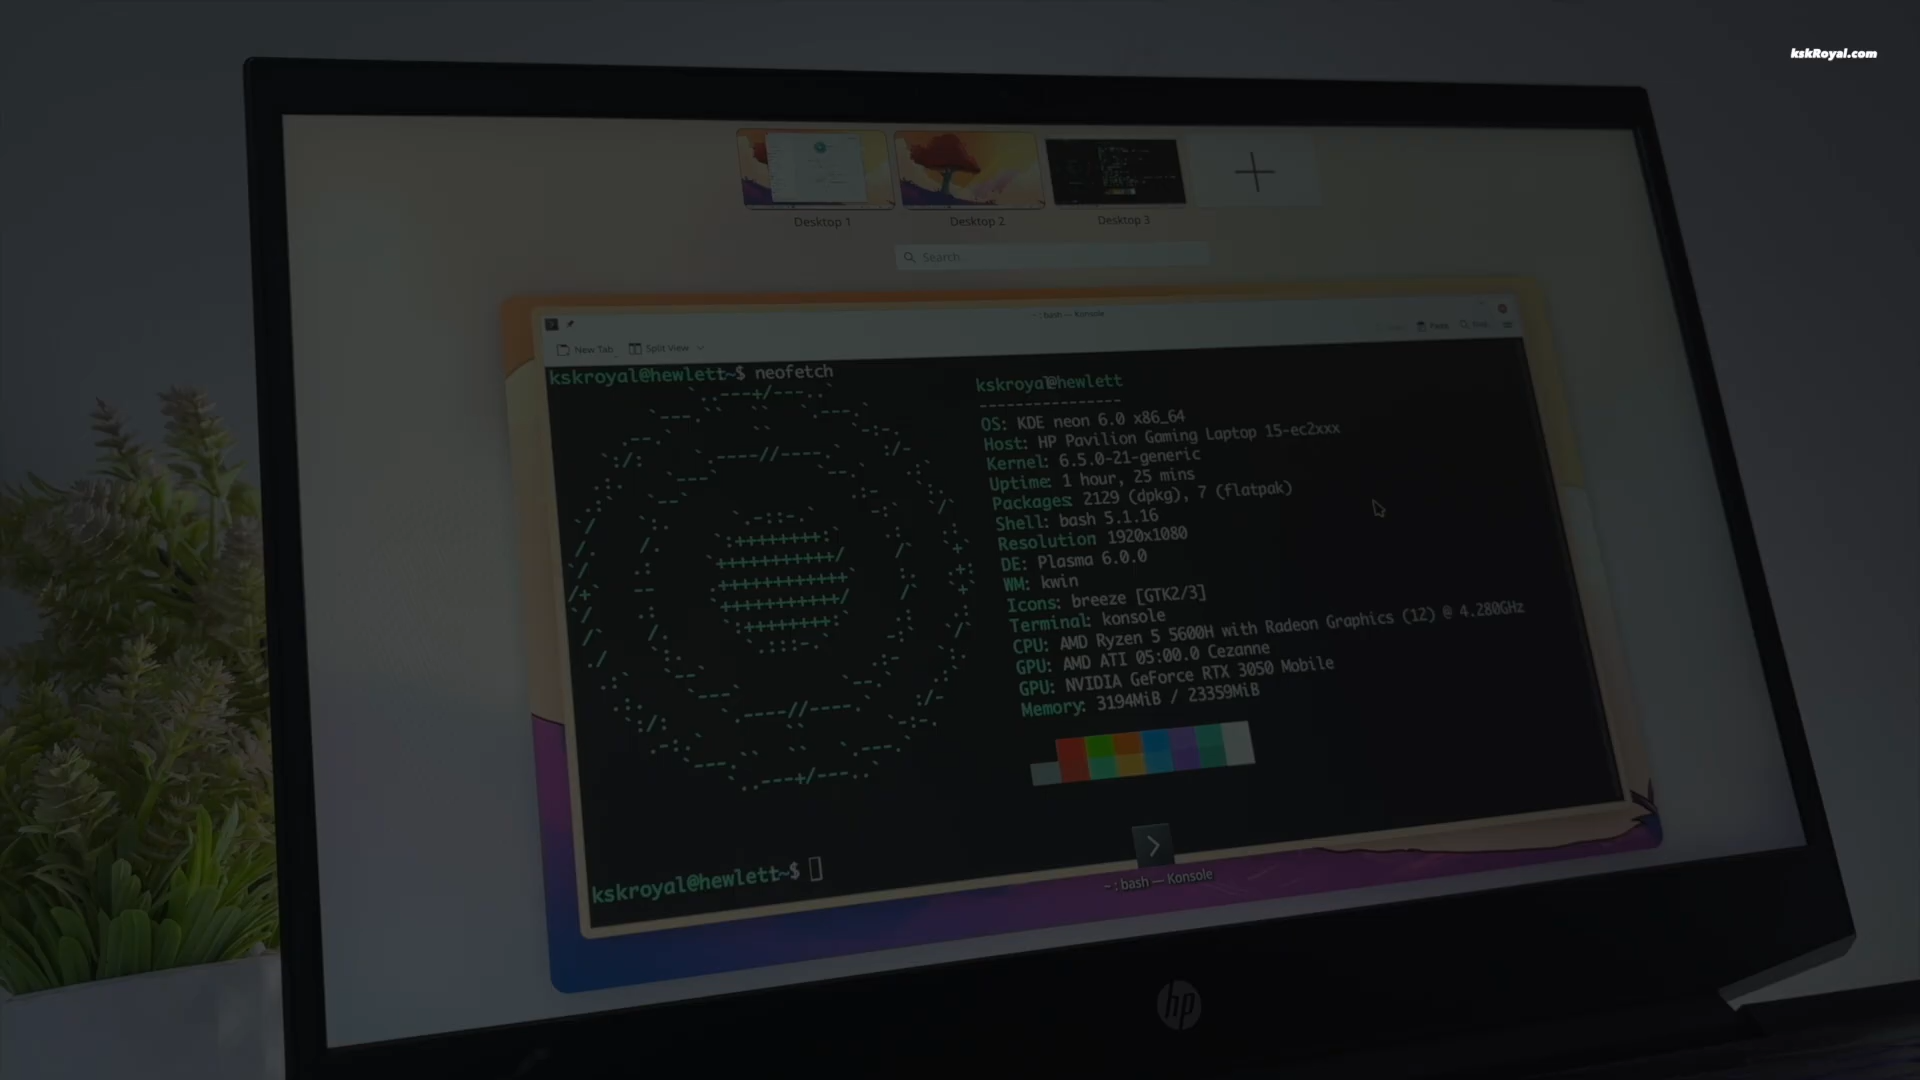 kskRoyal.com
Desktop 1
Desktop 2
Desktop 3
Search...
~ : bash — Konsole
New Tab
Split View
Paste
kskroyal@hewlett:~$ neofetch
kskroyal@hewlett
----------------
OS: KDE neon 6.0 x86_64
Host: HP Pavilion Gaming Laptop 15-ec2xxx
Kernel: 6.5.0-21-generic
Uptime: 1 hour, 25 mins
Packages: 2129 (dpkg), 7 (flatpak)
Shell: bash 5.1.16
Resolution 1920x1080
DE: Plasma 6.0.0
WM: kwin
Icons: breeze [GTK2/3]
Terminal: konsole
CPU: AMD Ryzen 5 5600H with Radeon Graphics (12) @ 4.280GHz
GPU: AMD ATI 05:00.0 Cezanne
GPU: NVIDIA GeForce RTX 3050 Mobile
Memory: 3194MiB / 23359MiB
kskroyal@hewlett:~$
~ : bash — Konsole
hp